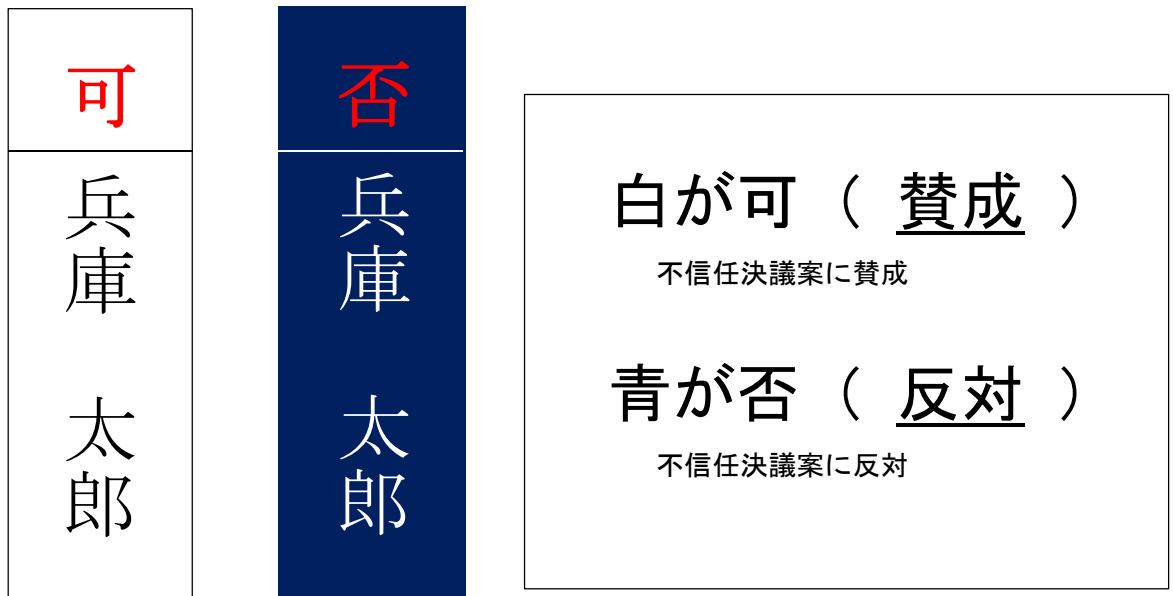 可
兵庫 太郎
否
兵庫 太郎
白が可 （ 賛成 ）
不信任決議案に賛成
青が否 （ 反対 ）
不信任決議案に反対